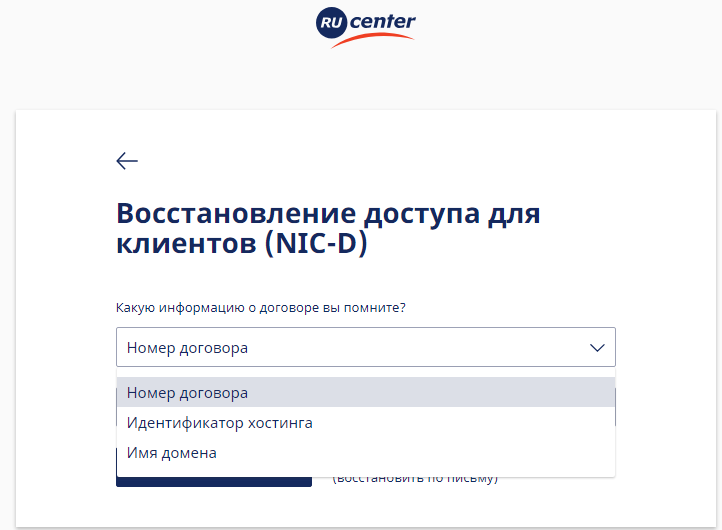 RU center
Восстановление доступа для
клиентов (NIC-D)
Какую информацию о договоре вы помните?
Номер договора
Номер договора
Идентификатор хостинга
Имя домена
(восстановить по письму)